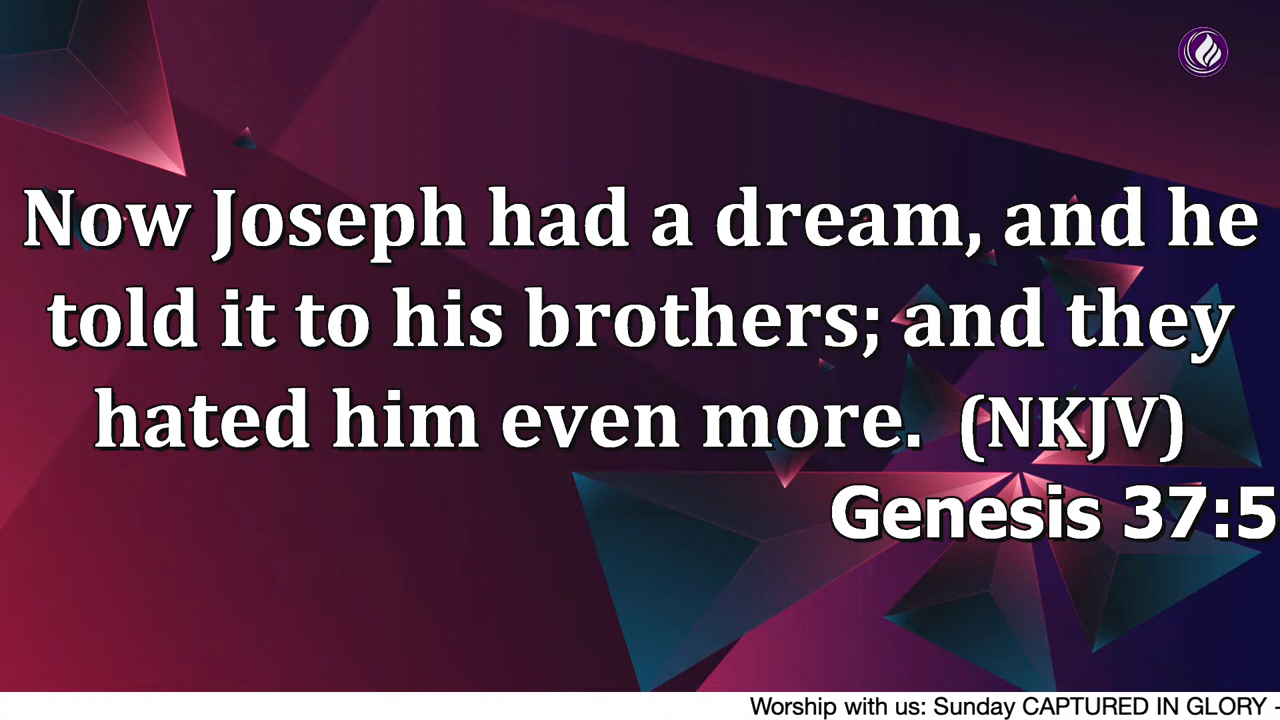 Now Joseph had a dream, and he
told it to his brothers; and they
hated him even more. (NKJV)
Genesis 37:5
Worship with us: Sunday CAPTURED IN GLORY -